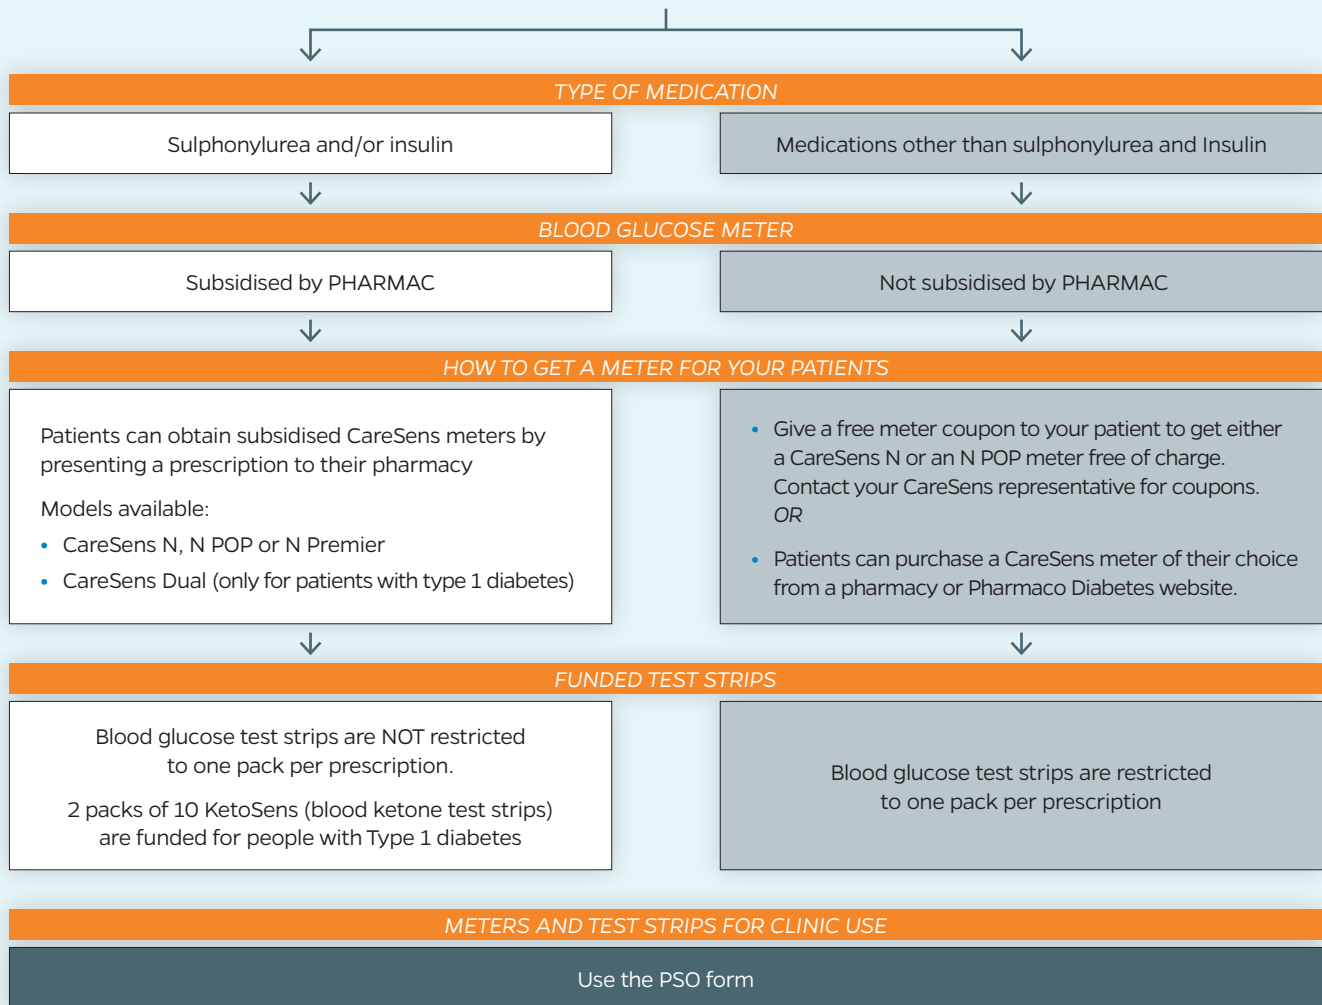 TYPE OF MEDICATION
Sulphonylurea and/or insulin
Medications other than sulphonylurea and Insulin
BLOOD GLUCOSE METER
Subsidised by PHARMAC
Not subsidised by PHARMAC
HOW TO GET A METER FOR YOUR PATIENTS
Patients can obtain subsidised CareSens meters by
presenting a prescription to their pharmacy
Models available:
• CareSens N, N POP or N Premier
• CareSens Dual (only for patients with type 1 diabetes)
• Give a free meter coupon to your patient to get either
a CareSens N or an N POP meter free of charge.
Contact your CareSens representative for coupons.
OR
• Patients can purchase a CareSens meter of their choice
from a pharmacy or Pharmaco Diabetes website.
FUNDED TEST STRIPS
Blood glucose test strips are NOT restricted
to one pack per prescription.
2 packs of 10 KetoSens (blood ketone test strips)
are funded for people with Type 1 diabetes
Blood glucose test strips are restricted
to one pack per prescription
METERS AND TEST STRIPS FOR CLINIC USE
Use the PSO form